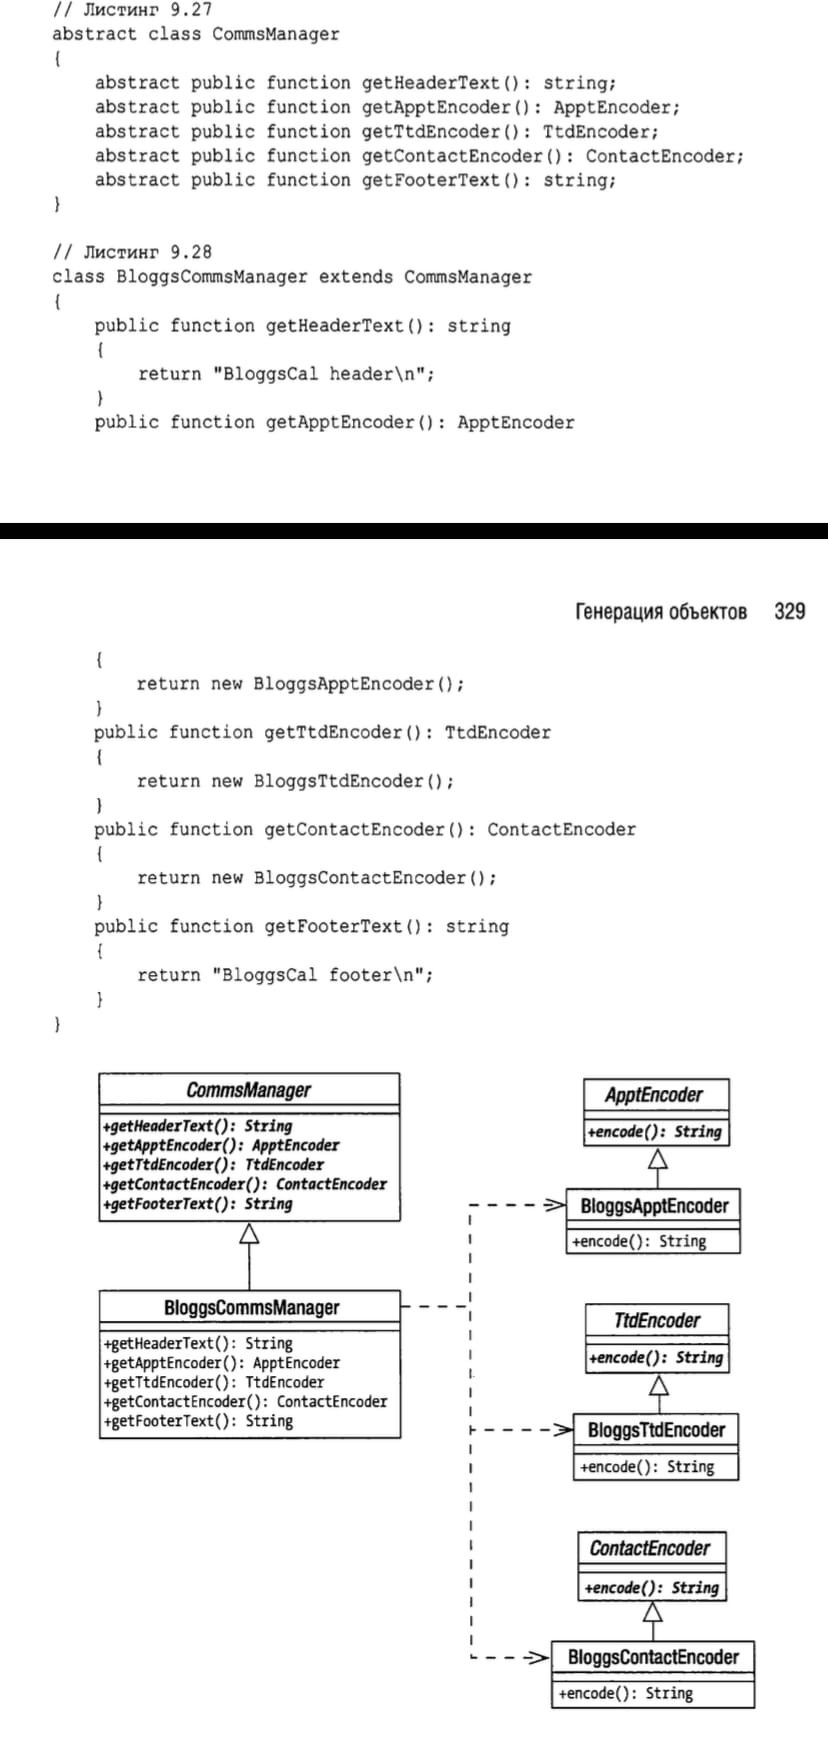 // Листинг 9.27
abstract class CommsManager
{
    abstract public function getHeaderText(): string;
    abstract public function getApptEncoder(): ApptEncoder;
    abstract public function getTtdEncoder(): TtdEncoder;
    abstract public function getContactEncoder(): ContactEncoder;
    abstract public function getFooterText(): string;
}
// Листинг 9.28
class BloggsCommsManager extends CommsManager
{
    public function getHeaderText(): string
    {
        return "BloggsCal header\n";
    }
    public function getApptEncoder(): ApptEncoder
Генерация объектов 329
    {
        return new BloggsApptEncoder();
    }
    public function getTtdEncoder(): TtdEncoder
    {
        return new BloggsTtdEncoder();
    }
    public function getContactEncoder(): ContactEncoder
    {
        return new BloggsContactEncoder();
    }
    public function getFooterText(): string
    {
        return "BloggsCal footer\n";
    }
}
CommsManager
+getHeaderText(): String
+getApptEncoder(): ApptEncoder
+getTtdEncoder(): TtdEncoder
+getContactEncoder(): ContactEncoder
+getFooterText(): String
BloggsCommsManager
+getHeaderText(): String
+getApptEncoder(): ApptEncoder
+getTtdEncoder(): TtdEncoder
+getContactEncoder(): ContactEncoder
+getFooterText(): String
ApptEncoder
+encode(): String
BloggsApptEncoder
+encode(): String
TtdEncoder
+encode(): String
BloggsTtdEncoder
+encode(): String
ContactEncoder
+encode(): String
BloggsContactEncoder
+encode(): String